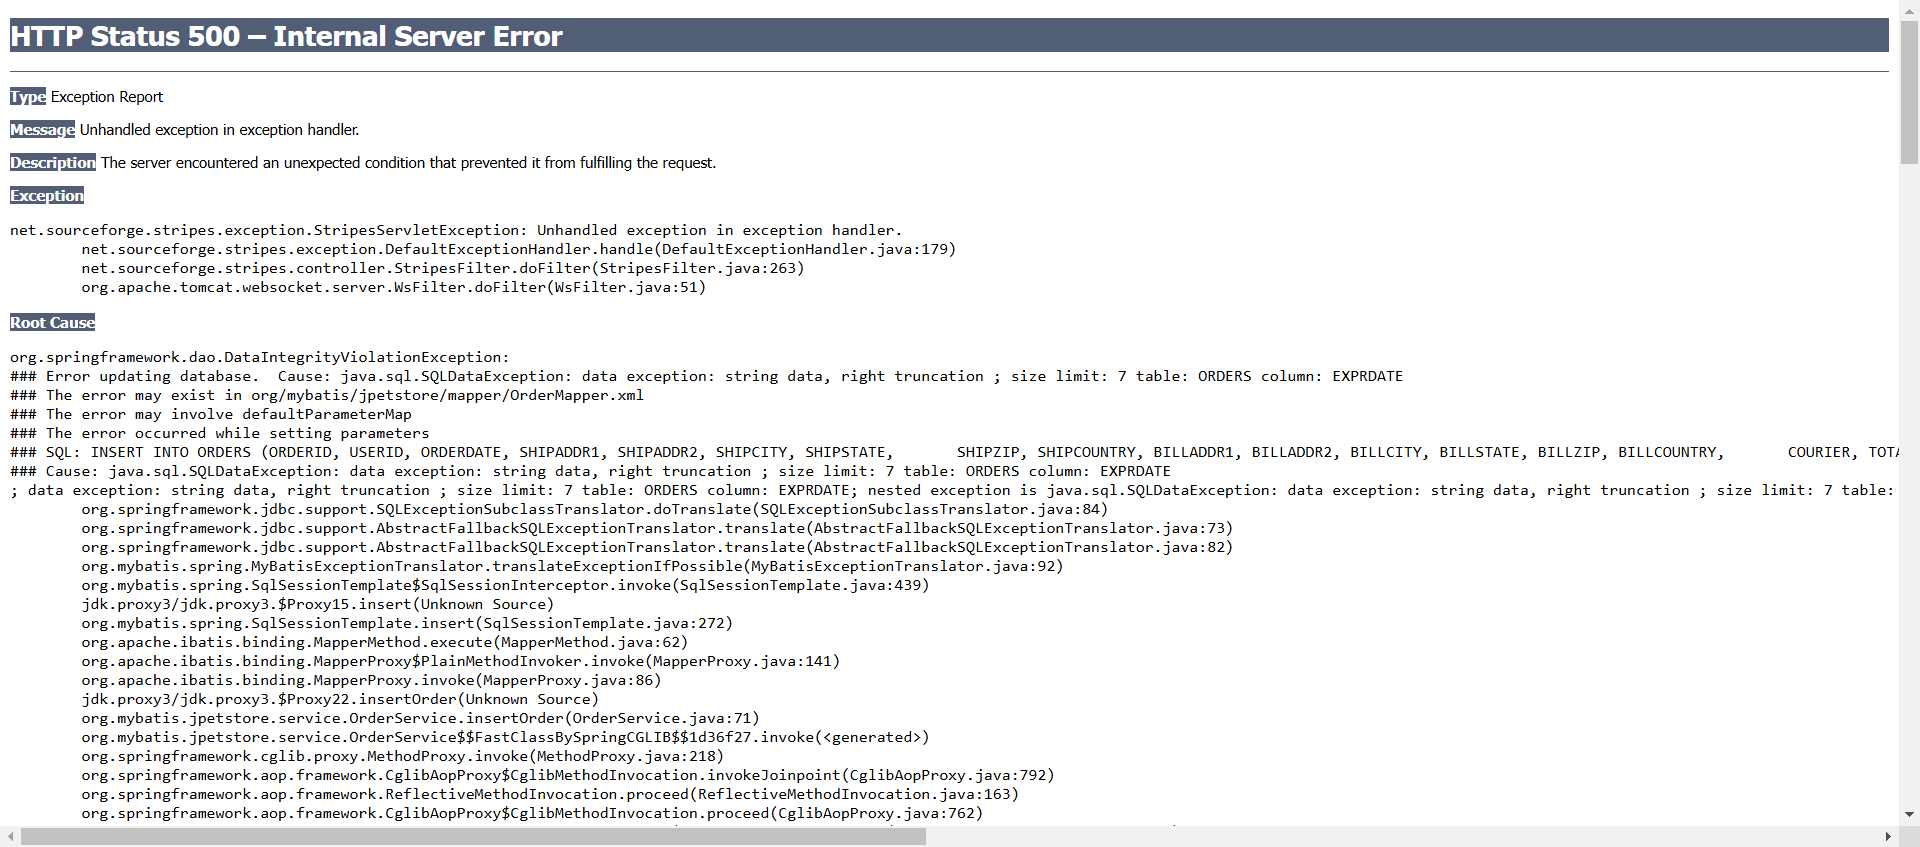 HTTP Status 500 – Internal Server Error
Type Exception Report
Message Unhandled exception in exception handler.
Description The server encountered an unexpected condition that prevented it from fulfilling the request.
Exception
net.sourceforge.stripes.exception.StripesServletException: Unhandled exception in exception handler.
net.sourceforge.stripes.exception.DefaultExceptionHandler.handle(DefaultExceptionHandler.java:179)
net.sourceforge.stripes.controller.StripesFilter.doFilter(StripesFilter.java:263)
org.apache.tomcat.websocket.server.WsFilter.doFilter(WsFilter.java:51)
Root Cause
org.springframework.dao.DataIntegrityViolationException:
### Error updating database.  Cause: java.sql.SQLDataException: data exception: string data, right truncation ; size limit: 7 table: ORDERS column: EXPRDATE
### The error may exist in org/mybatis/jpetstore/mapper/OrderMapper.xml
### The error may involve defaultParameterMap
### The error occurred while setting parameters
### SQL: INSERT INTO ORDERS (ORDERID, USERID, ORDERDATE, SHIPADDR1, SHIPADDR2, SHIPCITY, SHIPSTATE,       SHIPZIP, SHIPCOUNTRY, BILLADDR1, BILLADDR2, BILLCITY, BILLSTATE, BILLZIP, BILLCOUNTRY,       COURIER, TOTA
### Cause: java.sql.SQLDataException: data exception: string data, right truncation ; size limit: 7 table: ORDERS column: EXPRDATE
; data exception: string data, right truncation ; size limit: 7 table: ORDERS column: EXPRDATE; nested exception is java.sql.SQLDataException: data exception: string data, right truncation ; size limit: 7 table:
org.springframework.jdbc.support.SQLExceptionSubclassTranslator.doTranslate(SQLExceptionSubclassTranslator.java:84)
org.springframework.jdbc.support.AbstractFallbackSQLExceptionTranslator.translate(AbstractFallbackSQLExceptionTranslator.java:73)
org.springframework.jdbc.support.AbstractFallbackSQLExceptionTranslator.translate(AbstractFallbackSQLExceptionTranslator.java:82)
org.mybatis.spring.MyBatisExceptionTranslator.translateExceptionIfPossible(MyBatisExceptionTranslator.java:92)
org.mybatis.spring.SqlSessionTemplate$SqlSessionInterceptor.invoke(SqlSessionTemplate.java:439)
jdk.proxy3/jdk.proxy3.$Proxy15.insert(Unknown Source)
org.mybatis.spring.SqlSessionTemplate.insert(SqlSessionTemplate.java:272)
org.apache.ibatis.binding.MapperMethod.execute(MapperMethod.java:62)
org.apache.ibatis.binding.MapperProxy$PlainMethodInvoker.invoke(MapperProxy.java:141)
org.apache.ibatis.binding.MapperProxy.invoke(MapperProxy.java:86)
jdk.proxy3/jdk.proxy3.$Proxy22.insertOrder(Unknown Source)
org.mybatis.jpetstore.service.OrderService.insertOrder(OrderService.java:71)
org.mybatis.jpetstore.service.OrderService$$FastClassBySpringCGLIB$$1d36f27.invoke(<generated>)
org.springframework.cglib.proxy.MethodProxy.invoke(MethodProxy.java:218)
org.springframework.aop.framework.CglibAopProxy$CglibMethodInvocation.invokeJoinpoint(CglibAopProxy.java:792)
org.springframework.aop.framework.ReflectiveMethodInvocation.proceed(ReflectiveMethodInvocation.java:163)
org.springframework.aop.framework.CglibAopProxy$CglibMethodInvocation.proceed(CglibAopProxy.java:762)